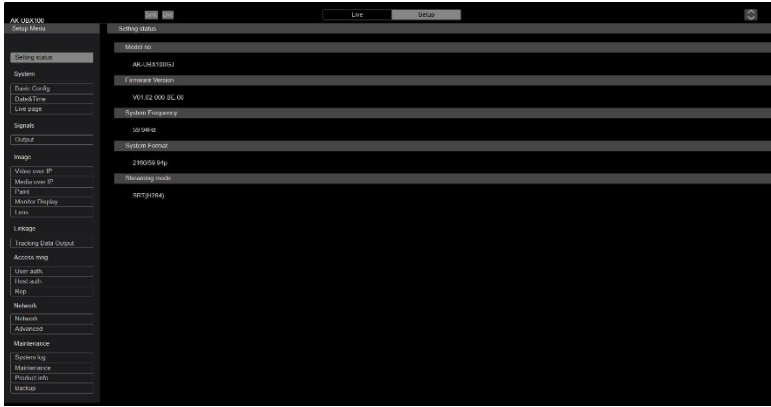 AK-UBX100
Live
Setup
Setup Menu
Setting status
Setting status
System
Basic Config
Date&Time
Live page
Signals
Output
Image
Video over IP
Media over IP
Paint
Monitor Display
Lens
Linkage
Tracking Data Output
Access mng.
User auth.
Host auth.
Rop
Network
Network
Advanced
Maintenance
System log
Maintenance
Product info
Backup
Model no.
AK-UBX100GJ
Firmware Version
V01.02 000 BE.00
System Frequency
59.94Hz
System Format
2160/59.94p
Streaming mode
SRT(H264)